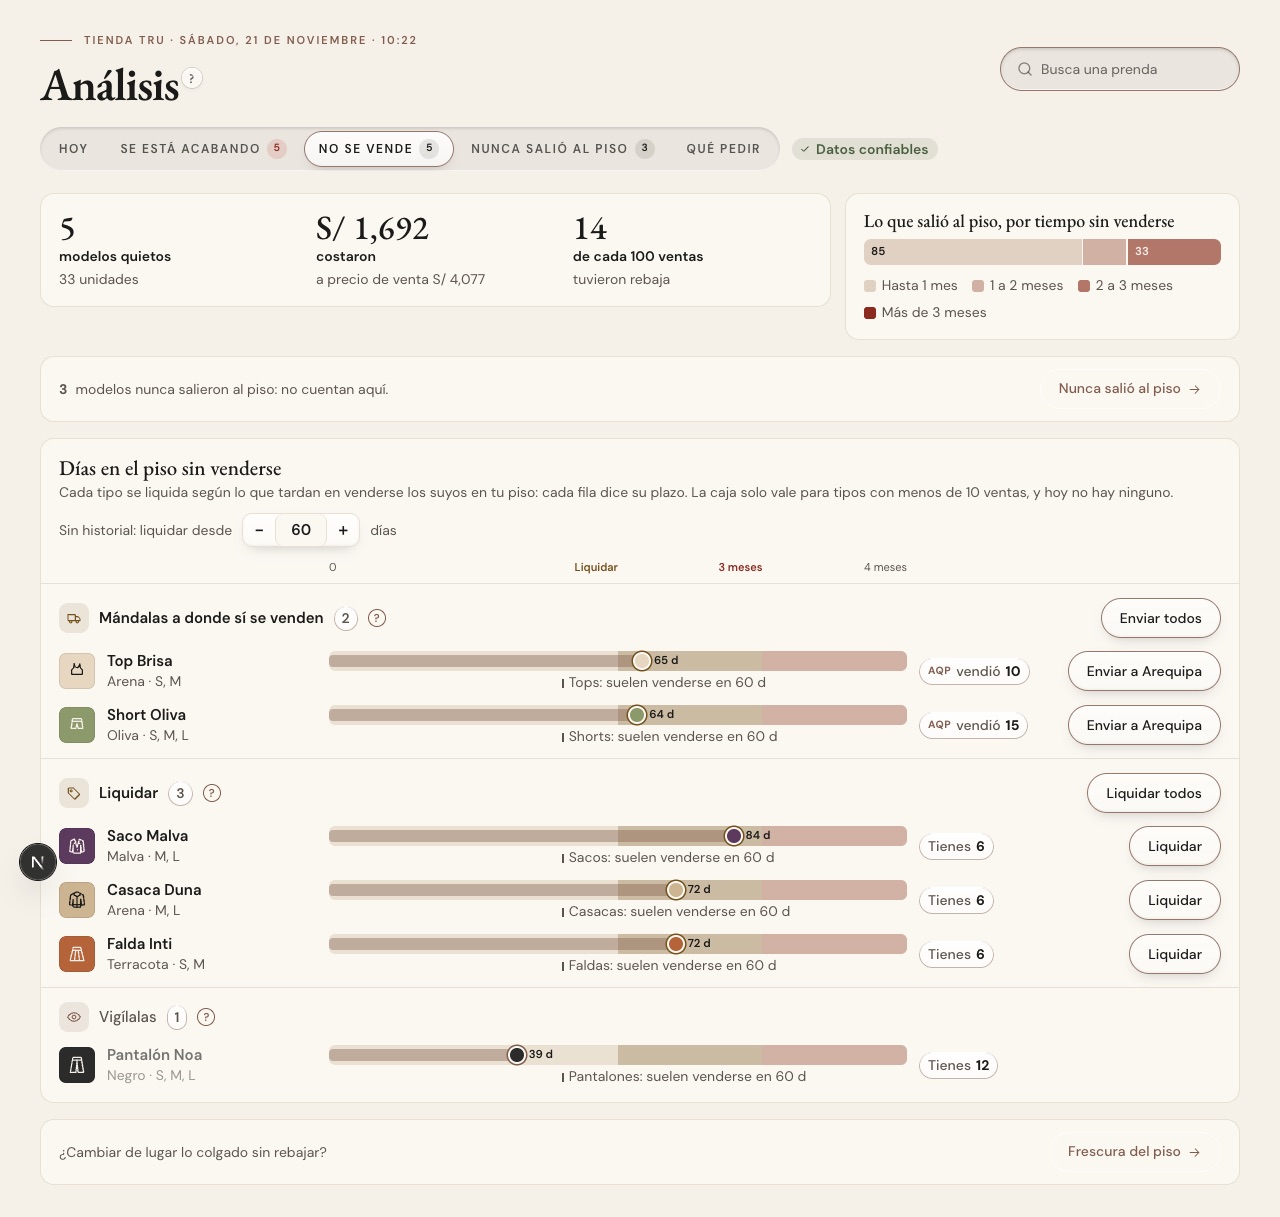 TIENDA TRU · SÁBADO, 21 DE NOVIEMBRE · 10:22
Análisis ?
Busca una prenda
HOY
SE ESTÁ ACABANDO 5
NO SE VENDE 5
NUNCA SALIÓ AL PISO 3
QUÉ PEDIR
Datos confiables
5
modelos quietos
33 unidades
S/ 1,692
costaron
a precio de venta S/ 4,077
14
de cada 100 ventas
tuvieron rebaja
Lo que salió al piso, por tiempo sin venderse
85
33
Hasta 1 mes
1 a 2 meses
2 a 3 meses
Más de 3 meses
3 modelos nunca salieron al piso: no cuentan aquí.
Nunca salió al piso →
Días en el piso sin venderse
Cada tipo se liquida según lo que tardan en venderse los suyos en tu piso: cada fila dice su plazo. La caja solo vale para tipos con menos de 10 ventas, y hoy no hay ninguno.
Sin historial: liquidar desde − 60 + días
0
Liquidar
3 meses
4 meses
Mándalas a donde sí se venden 2 ?
Enviar todos
Top Brisa
Arena · S, M
65 d
Tops: suelen venderse en 60 d
AQP vendió 10
Enviar a Arequipa
Short Oliva
Oliva · S, M, L
64 d
Shorts: suelen venderse en 60 d
AQP vendió 15
Enviar a Arequipa
Liquidar 3 ?
Liquidar todos
Saco Malva
Malva · M, L
84 d
Sacos: suelen venderse en 60 d
Tienes 6
Liquidar
N
Casaca Duna
Arena · M, L
72 d
Casacas: suelen venderse en 60 d
Tienes 6
Liquidar
Falda Inti
Terracota · S, M
72 d
Faldas: suelen venderse en 60 d
Tienes 6
Liquidar
Vigílalas 1 ?
Pantalón Noa
Negro · S, M, L
39 d
Pantalones: suelen venderse en 60 d
Tienes 12
¿Cambiar de lugar lo colgado sin rebajar?
Frescura del piso →